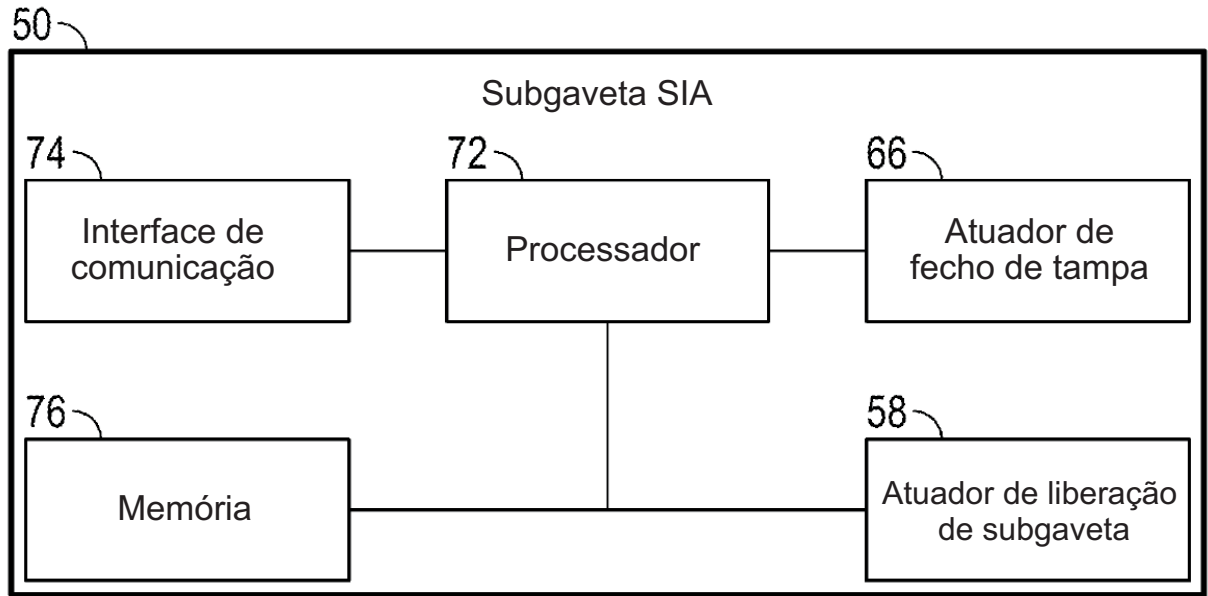 50
Subgaveta SIA
74
72
66
Interface de
comunicação
Processador
Atuador de
fecho de tampa
76
58
Memória
Atuador de liberação
de subgaveta